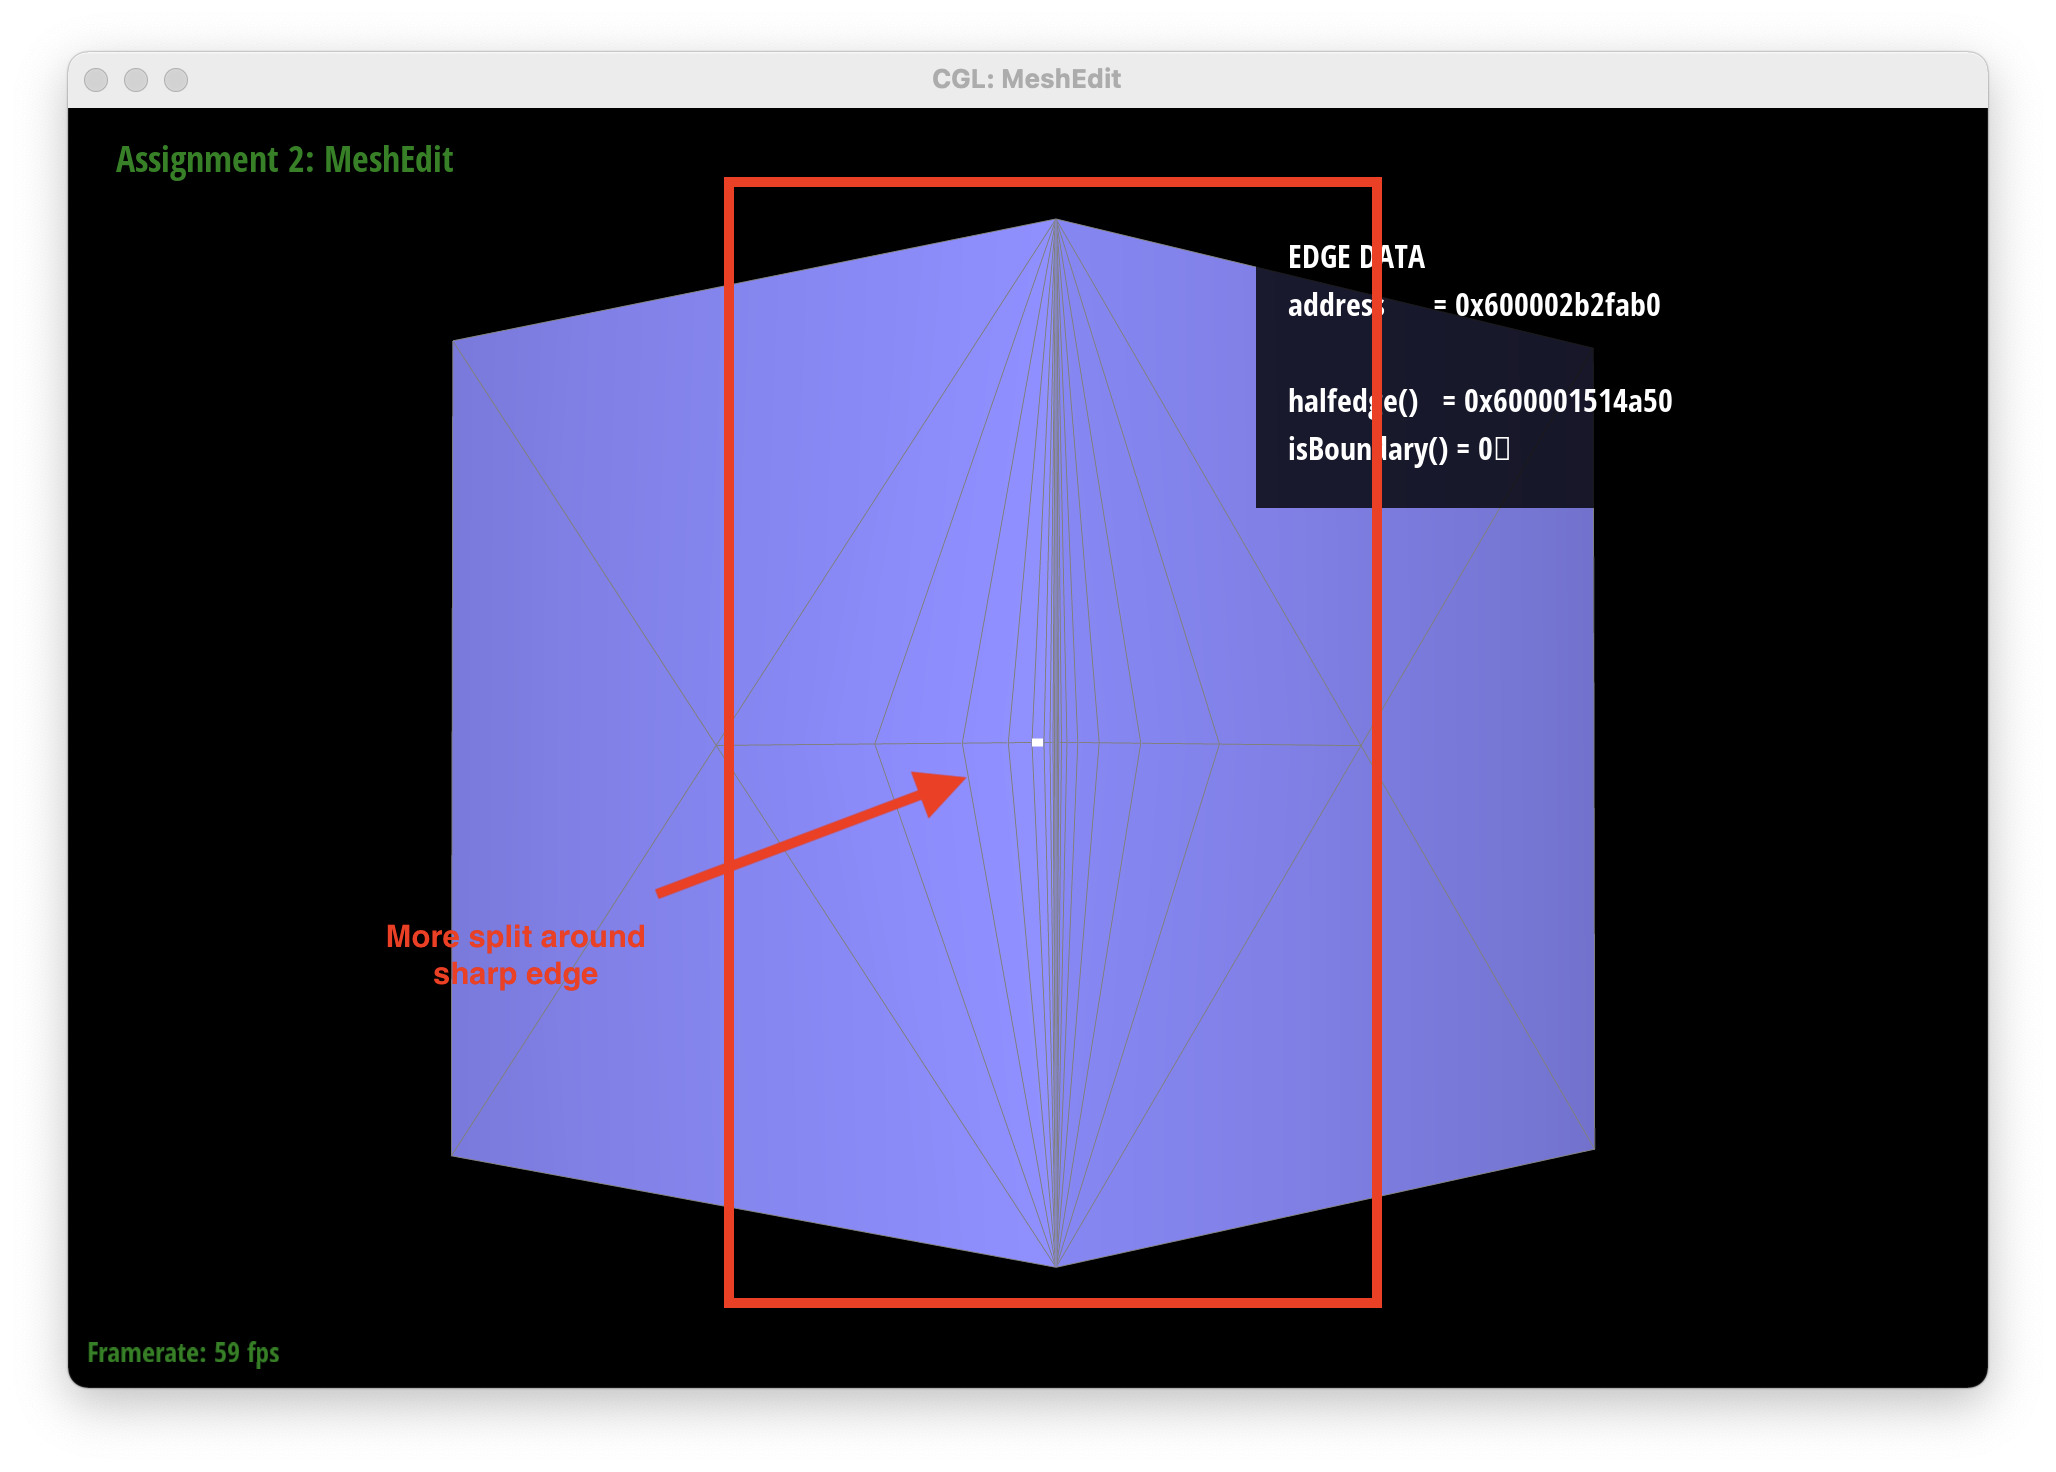 CGL: MeshEdit
Assignment 2: MeshEdit
EDGE DATA
address = 0x600002b2fab0
halfedge() = 0x600001514a50
isBoundary() = 0
More split around
sharp edge
Framerate: 59 fps